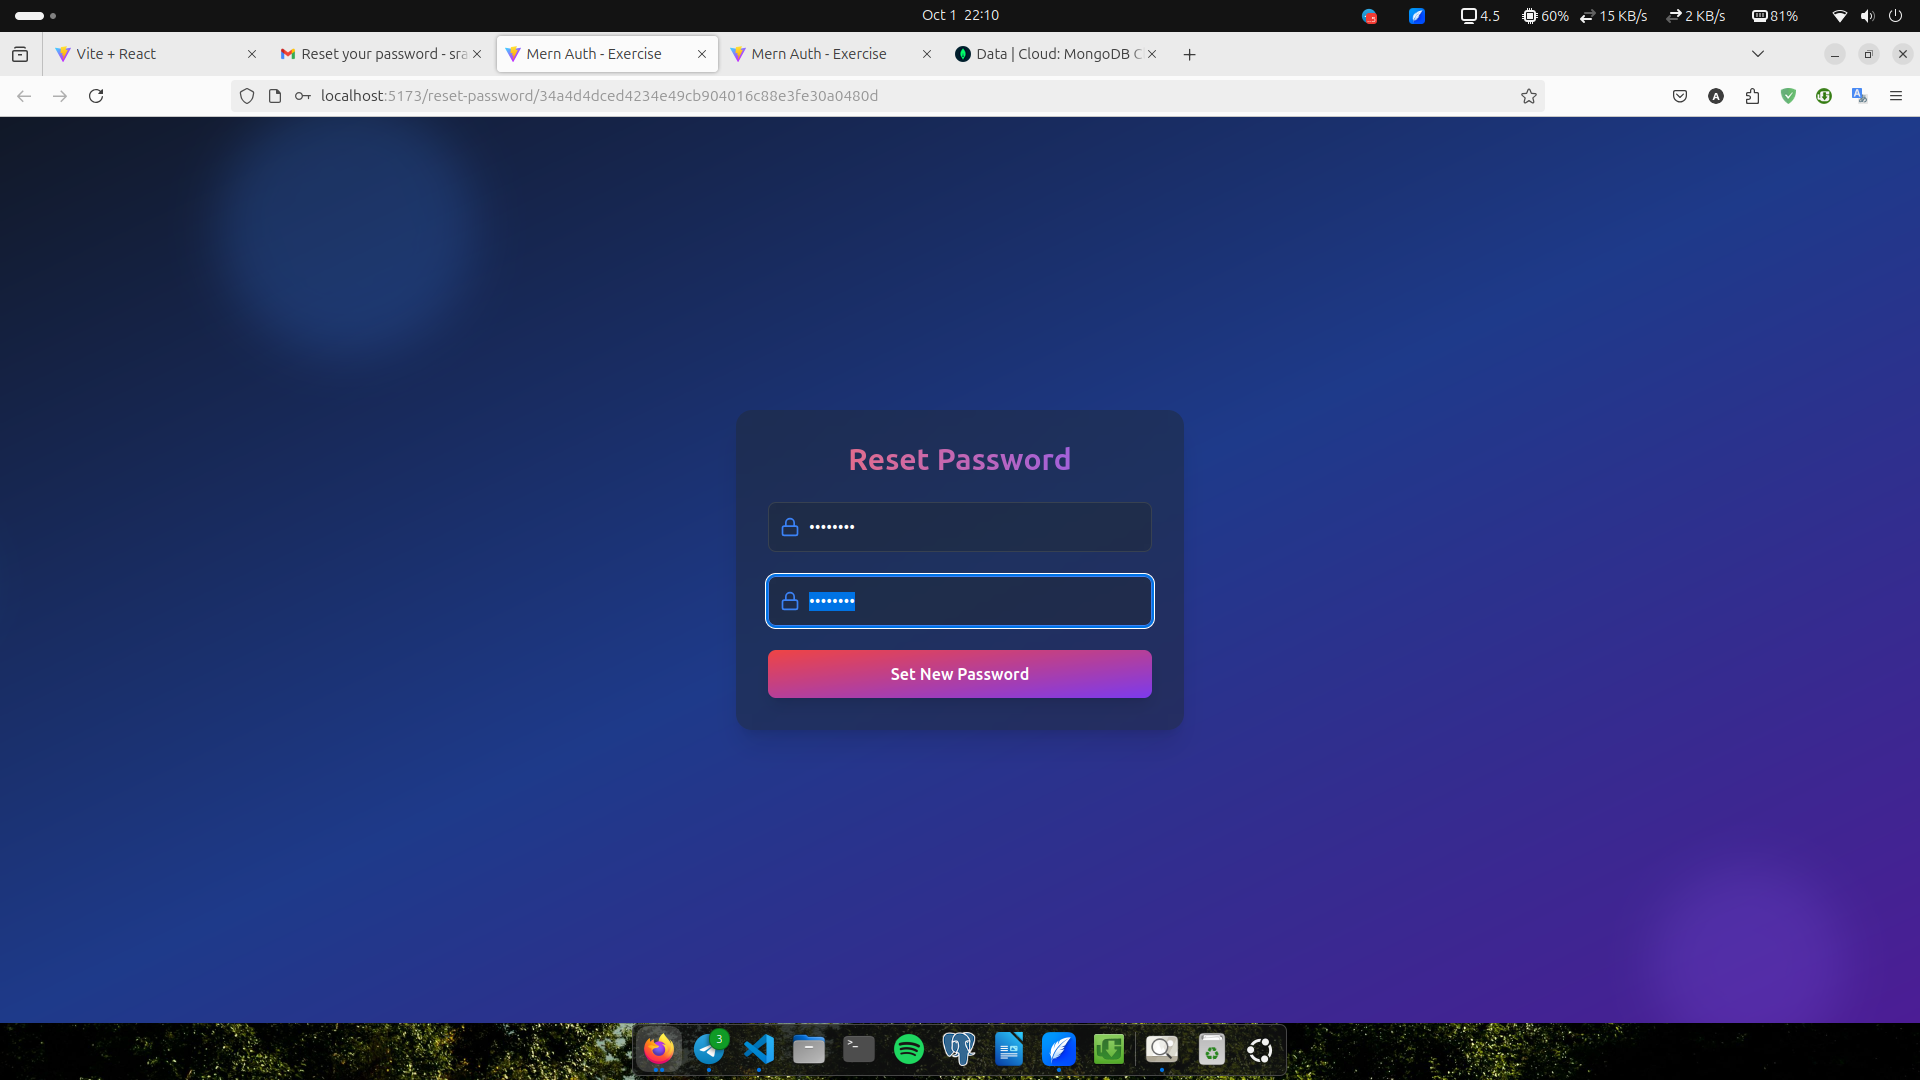 Oct 1 22:10
4.5
60%
15 KB/s
2 KB/s
81%
Vite + React
Reset your password - sra
Mern Auth - Exercise
Mern Auth - Exercise
Data | Cloud: MongoDB C
localhost:5173/reset-password/34a4d4dced4234e49cb904016c88e3fe30a0480d
Reset Password
••••••••
••••••••
Set New Password
3